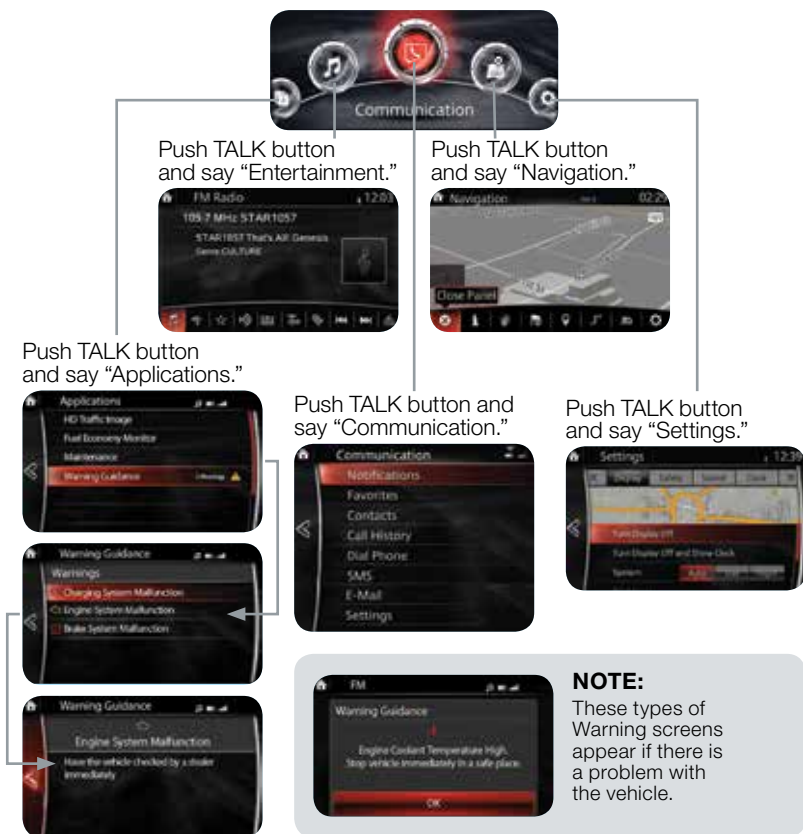 Communication
Push TALK button
and say “Entertainment.”
Push TALK button
and say “Navigation.”
FM Radio 12:03
105.7 MHz STAR1057
STAR1057 That's All! Genesis
Genre:CULTURE
Navigation 02:29
Close Panel
Push TALK button
and say “Applications.”
Applications
HD Traffic Image
Fuel Economy Monitor
Maintenance
Warning Guidance
Push TALK button and
say “Communication.”
Communication
Notifications
Favorites
Contacts
Call History
Dial Phone
SMS
E-Mail
Settings
Push TALK button
and say “Settings.”
Settings 12:39
Display Safety Sound Clock
Turn Display Off
Turn Display Off and Show Clock
System Auto
Warning Guidance
Warnings
Charging System Malfunction
Engine System Malfunction
Brake System Malfunction
Warning Guidance
Engine System Malfunction
Have the vehicle checked by a dealer
immediately
FM
Warning Guidance
Engine Coolant Temperature High.
Stop vehicle immediately in a safe place.
OK
NOTE:
These types of
Warning screens
appear if there is
a problem with
the vehicle.